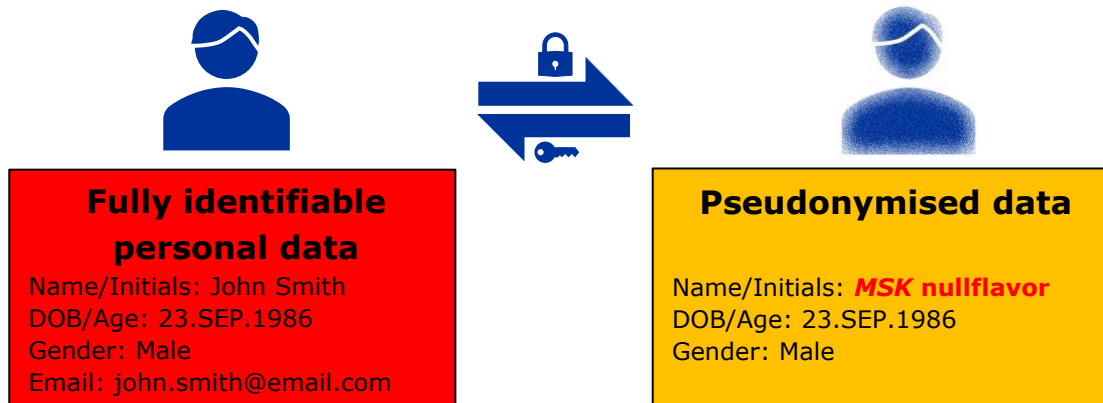 Fully identifiable
personal data
Name/Initials: John Smith
DOB/Age: 23.SEP.1986
Gender: Male
Email: john.smith@email.com
Pseudonymised data
Name/Initials: MSK nullflavor
DOB/Age: 23.SEP.1986
Gender: Male